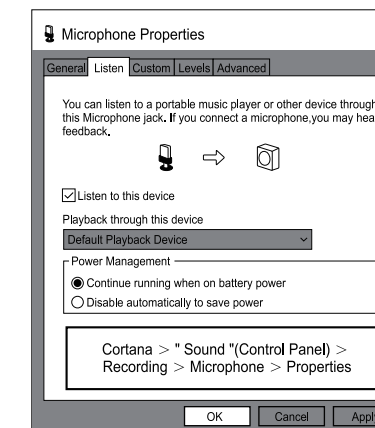 Microphone Properties
General Listen Custom Levels Advanced
You can listen to a portable music player or other device through
this Microphone jack. If you connect a microphone,you may hea
feedback.
Listen to this device
Playback through this device
Default Playback Device
Power Management
Continue running when on battery power
Disable automatically to save power
Cortana > " Sound "(Control Panel) >
Recording > Microphone > Properties
OK Cancel Appl